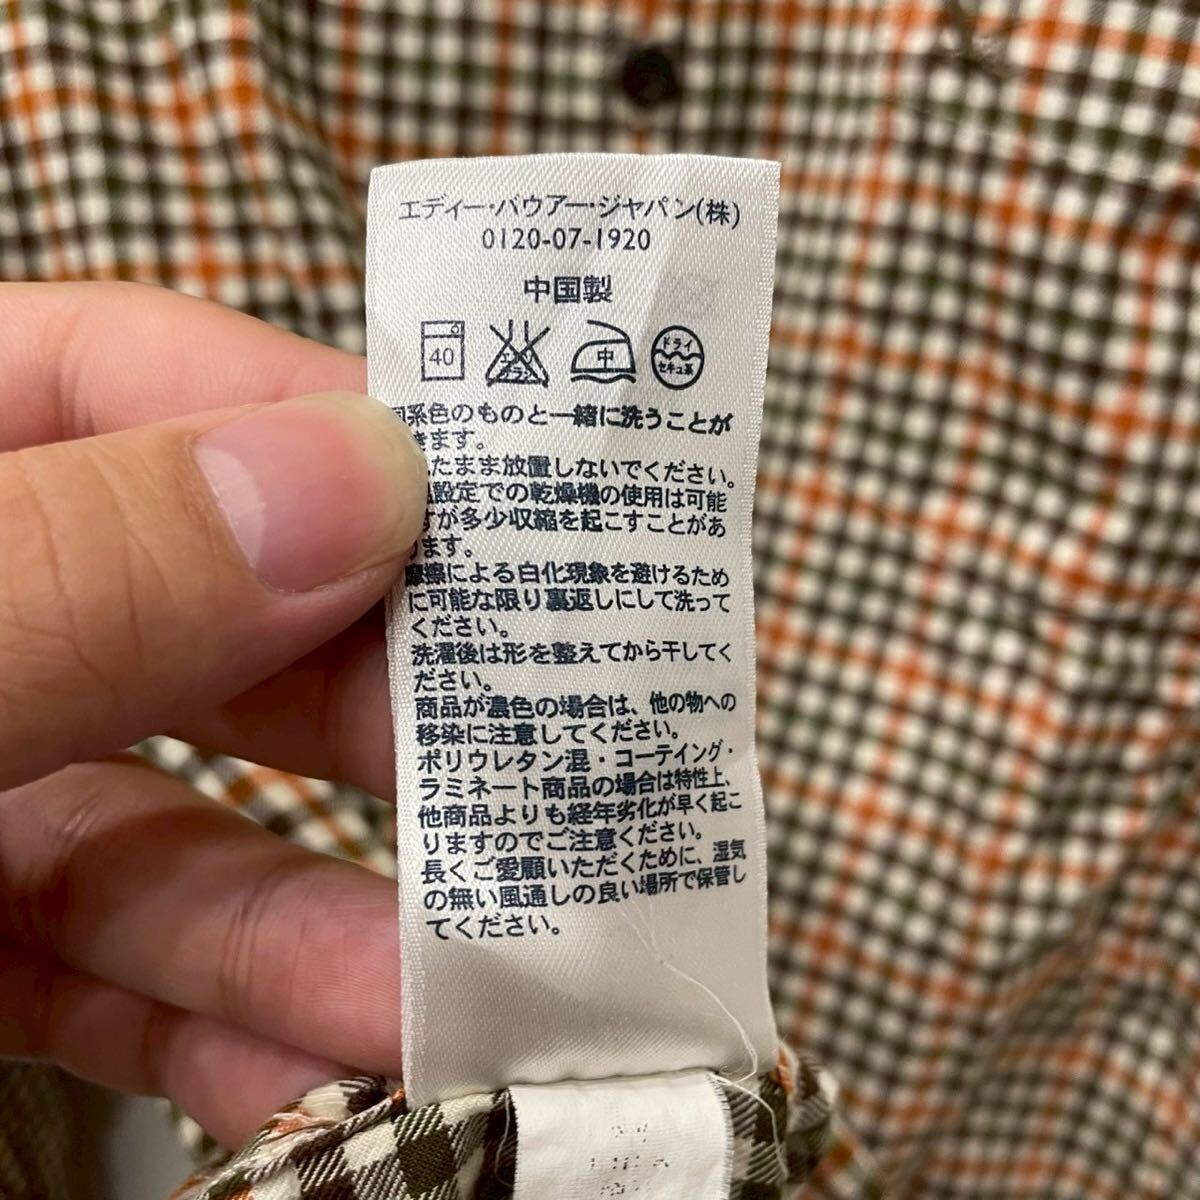 エディー・バウアー・ジャパン(株)
0120-07-1920
中国製
40 エンソ サラシ 中 ドライ セキユ系
同系色のものと一緒に洗うことが
きます。
たまま放置しないでください。
設定での乾燥機の使用は可能
すが多少収縮を起こすことがあ
ります。
摩擦による白化現象を避けるため
に可能な限り裏返しにして洗って
ください。
洗濯後は形を整えてから干してく
ださい。
商品が濃色の場合は、他の物への
移染に注意してください。
ポリウレタン混・コーテイング・
ラミネート商品の場合は特性上、
他商品よりも経年劣化が早く起こ
りますのでご注意ください。
長くご愛顧いただくために、湿気
の無い風通しの良い場所で保管し
てください。